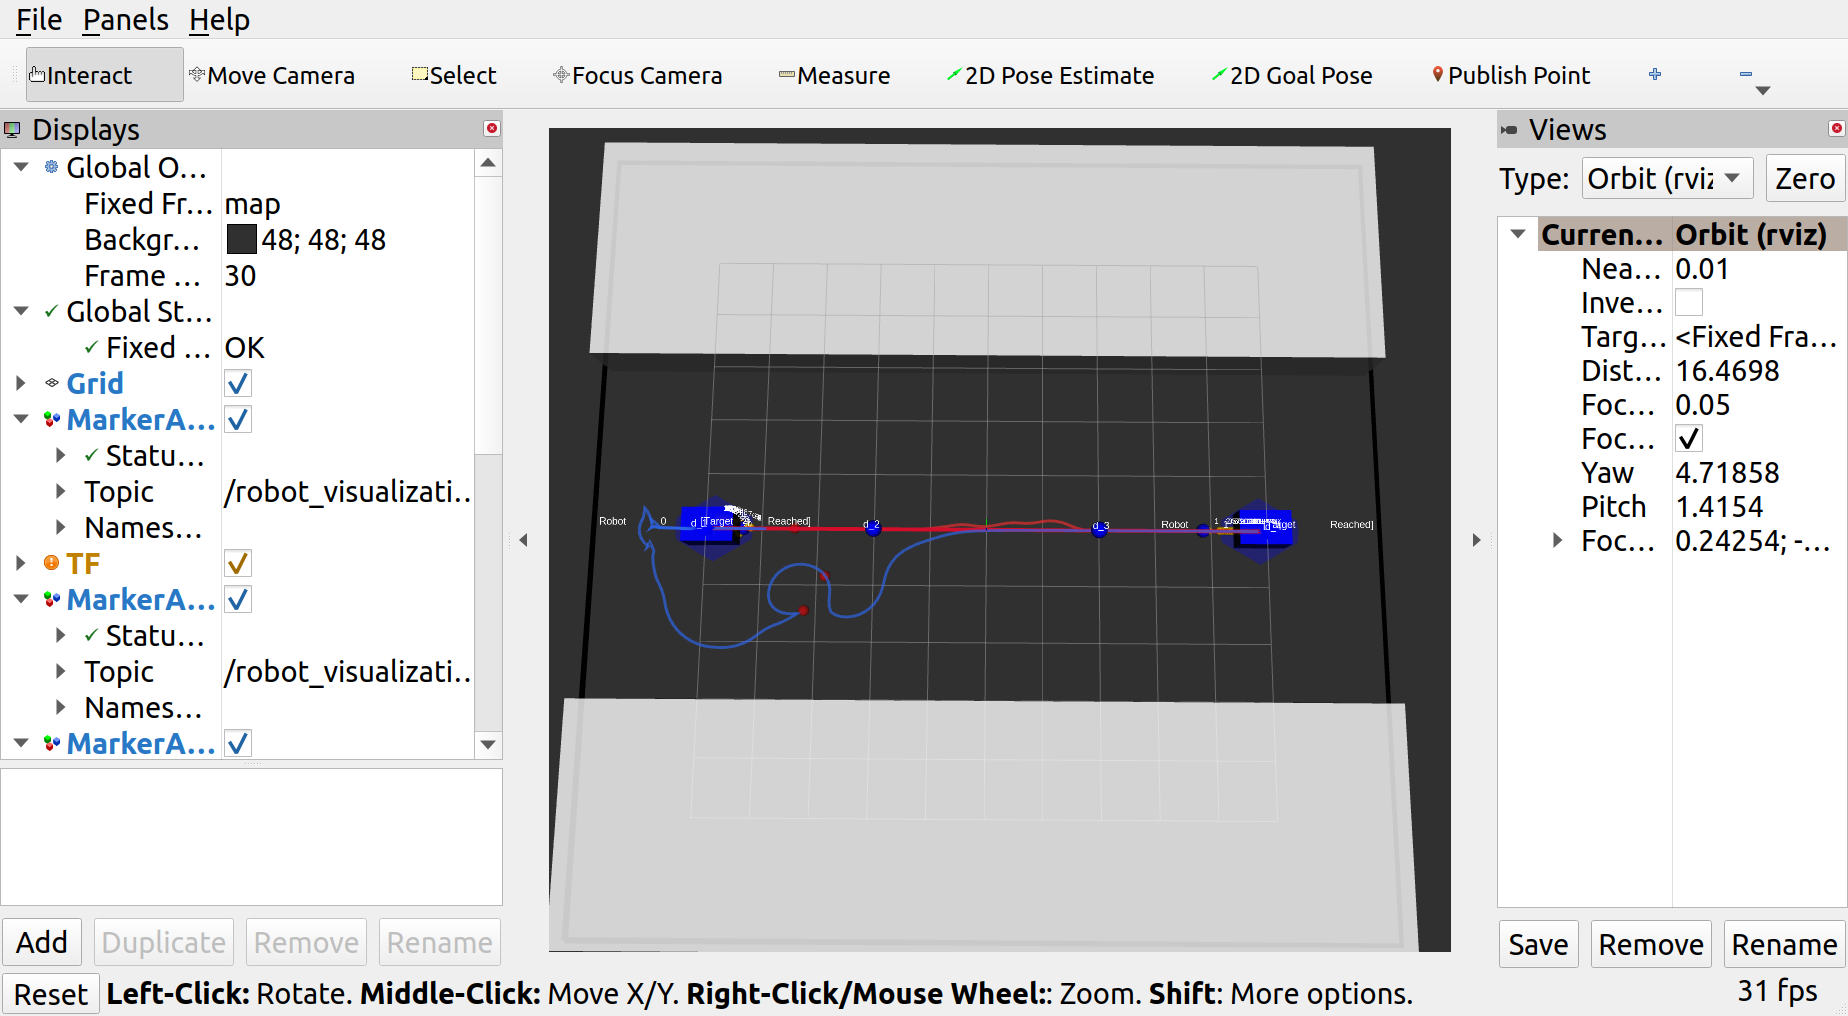 File Panels Help
Interact Move Camera Select Focus Camera Measure 2D Pose Estimate 2D Goal Pose Publish Point
Displays
Global O...
Fixed Fr... map
Backgr... 48; 48; 48
Frame ... 30
Global St...
Fixed ... OK
Grid
MarkerA...
Statu...
Topic /robot_visualizati..
Names...
TF
MarkerA...
Statu...
Topic /robot_visualizati..
Names...
MarkerA...
Add Duplicate Remove Rename
Robot 0 Target Reached] d_2 d_3 Robot 1 Reached]
Views
Type: Orbit (rviz Zero
Curren... Orbit (rviz)
Nea... 0.01
Inve...
Targ... <Fixed Fra...
Dist... 16.4698
Foc... 0.05
Foc...
Yaw 4.71858
Pitch 1.4154
Foc... 0.24254; -...
Save Remove Rename
Reset Left-Click: Rotate. Middle-Click: Move X/Y. Right-Click/Mouse Wheel:: Zoom. Shift: More options.
31 fps